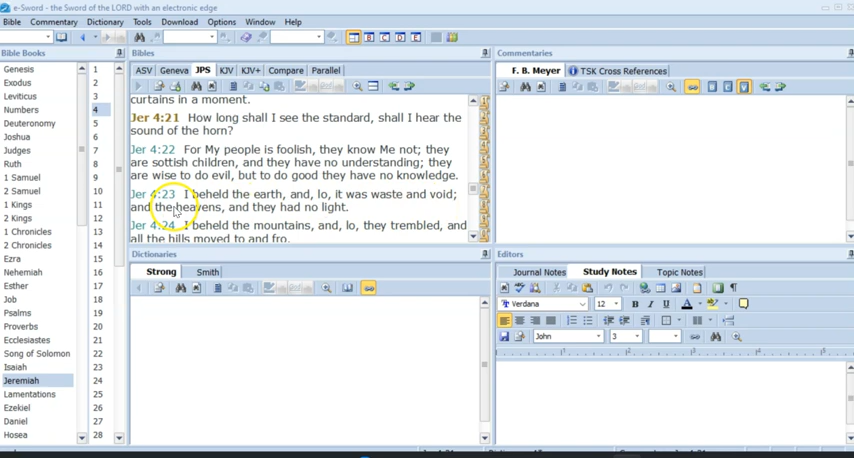 e-Sword - the Sword of the LORD with an electronic edge
Bible Commentary Dictionary Tools Download Options Window Help
B C D E
Bible Books
Genesis
Exodus
Leviticus
Numbers
Deuteronomy
Joshua
Judges
Ruth
1 Samuel
2 Samuel
1 Kings
2 Kings
1 Chronicles
2 Chronicles
Ezra
Nehemiah
Esther
Job
Psalms
Proverbs
Ecclesiastes
Song of Solomon
Isaiah
Jeremiah
Lamentations
Ezekiel
Daniel
Hosea
1
2
3
4
5
6
7
8
9
10
11
12
13
14
15
16
17
18
19
20
21
22
23
24
25
26
27
28
Bibles
ASV Geneva JPS KJV KJV+ Compare Parallel
curtains in a moment.
Jer 4:21 How long shall I see the standard, shall I hear the
sound of the horn?
Jer 4:22 For My people is foolish, they know Me not; they
are sottish children, and they have no understanding; they
are wise to do evil, but to do good they have no knowledge.
Jer 4:23 I beheld the earth, and, lo, it was waste and void;
and the heavens, and they had no light.
Jer 4:24 I beheld the mountains, and, lo, they trembled, and
all the hills moved to and fro.
Commentaries
F. B. Meyer TSK Cross References
Dictionaries
Strong Smith
Editors
Journal Notes Study Notes Topic Notes
Verdana 12 B I U A
John 3
1 2 3 4 5